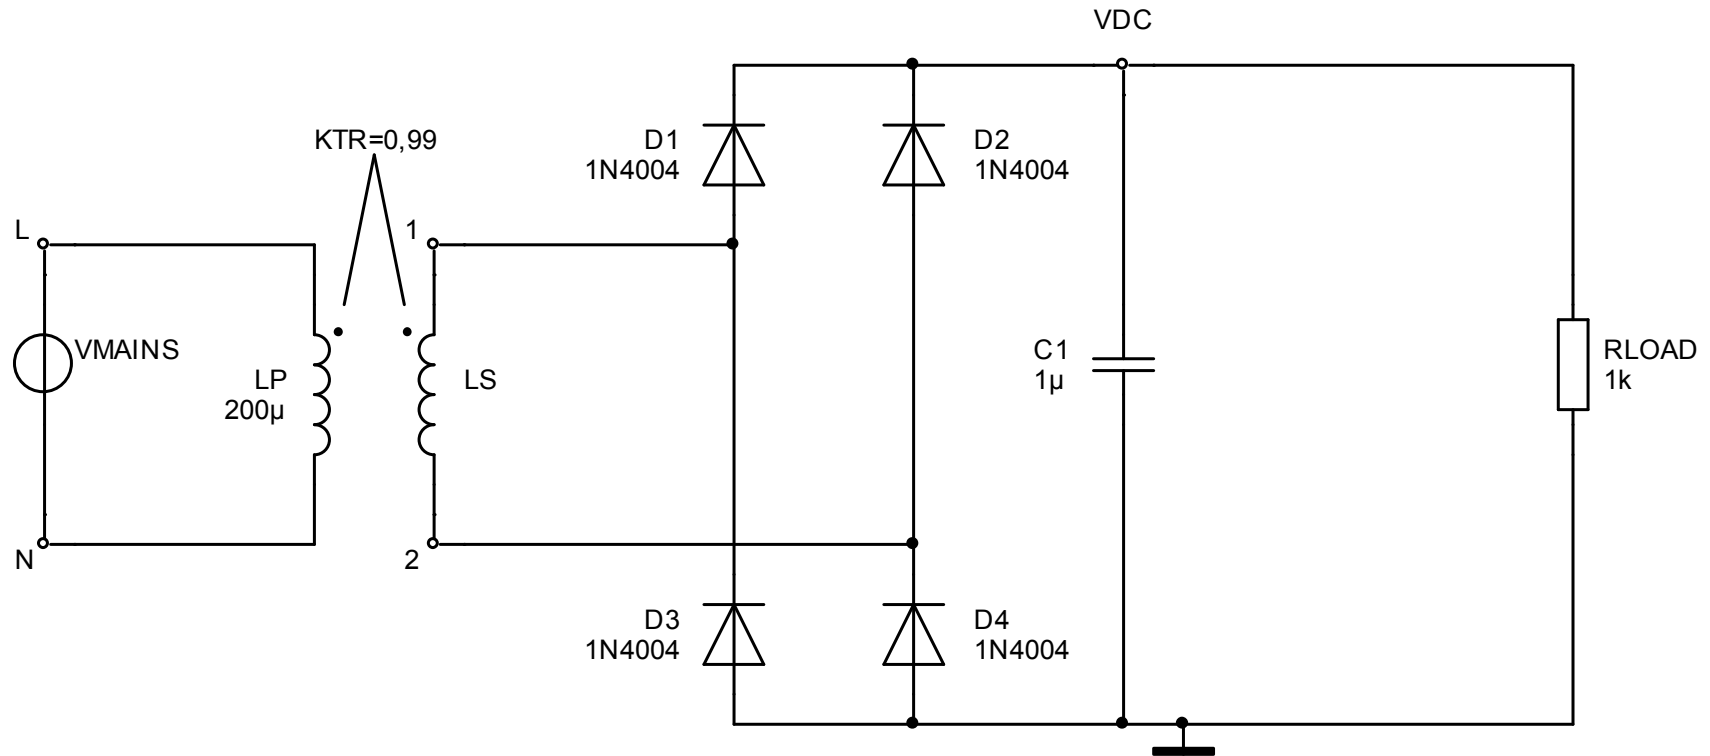 VDC
KTR=0,99
D1
1N4004
D2
1N4004
L
1
VMAINS
LP
200µ
LS
C1
1µ
RLOAD
1k
N
2
D3
1N4004
D4
1N4004